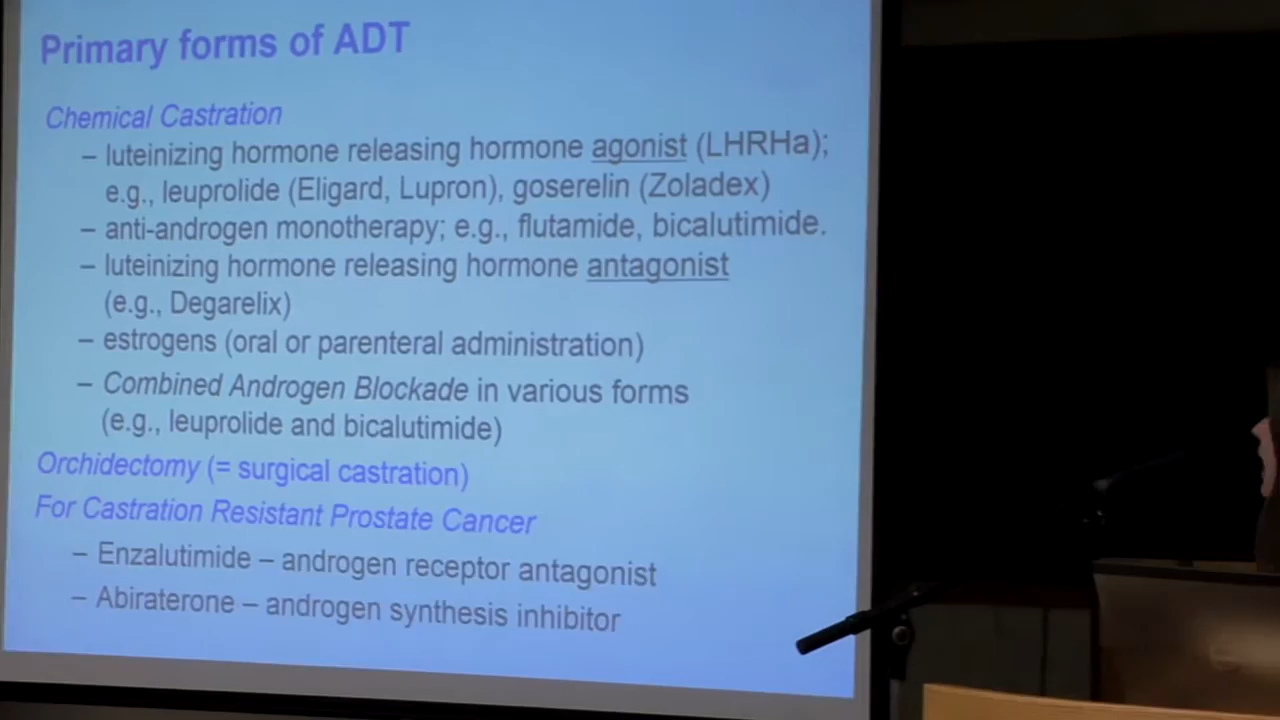 Primary forms of ADT
Chemical Castration
– luteinizing hormone releasing hormone agonist (LHRHa);
e.g., leuprolide (Eligard, Lupron), goserelin (Zoladex)
– anti-androgen monotherapy; e.g., flutamide, bicalutimide.
– luteinizing hormone releasing hormone antagonist
(e.g., Degarelix)
– estrogens (oral or parenteral administration)
– Combined Androgen Blockade in various forms
(e.g., leuprolide and bicalutimide)
Orchidectomy (= surgical castration)
For Castration Resistant Prostate Cancer
– Enzalutimide – androgen receptor antagonist
– Abiraterone – androgen synthesis inhibitor